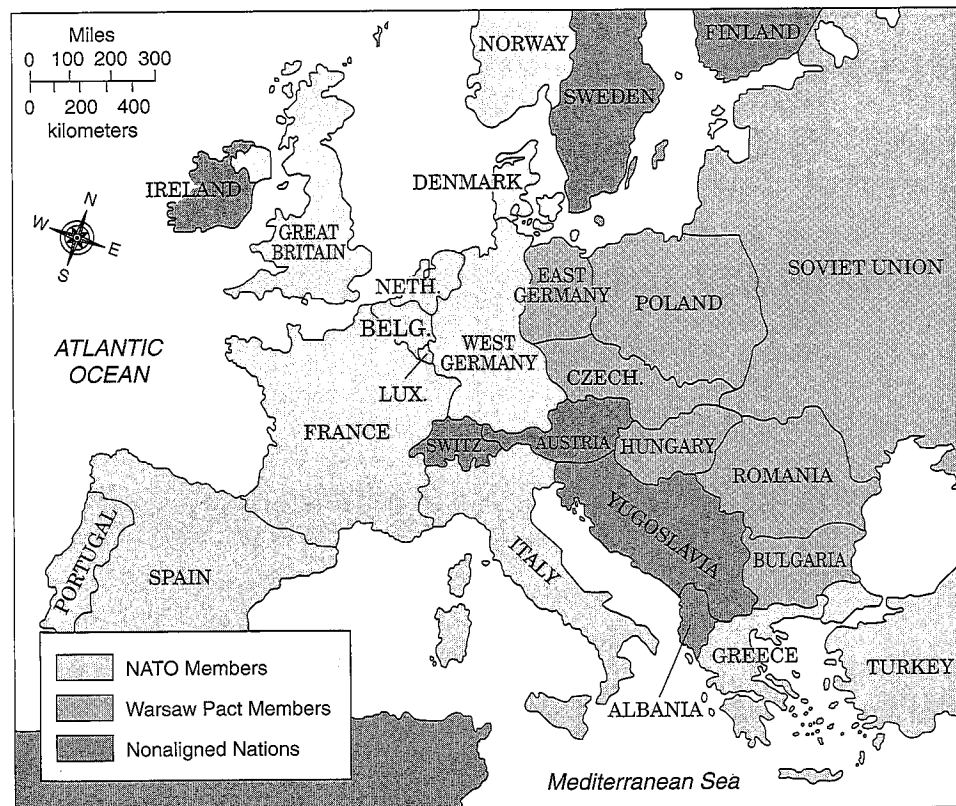 Miles
0 100 200 300
0 200 400
kilometers
N
W
E
S
NORWAY
FINLAND
SWEDEN
IRELAND
DENMARK
GREAT
BRITAIN
NETH.
EAST
GERMANY
POLAND
SOVIET UNION
BELG.
WEST
GERMANY
ATLANTIC
OCEAN
LUX.
CZECH.
FRANCE
SWITZ
AUSTRIA
HUNGARY
ROMANIA
YUGOSLAVIA
PORTUGAL
SPAIN
ITALY
BULGARIA
GREECE
TURKEY
ALBANIA
NATO Members
Warsaw Pact Members
Nonaligned Nations
Mediterranean Sea